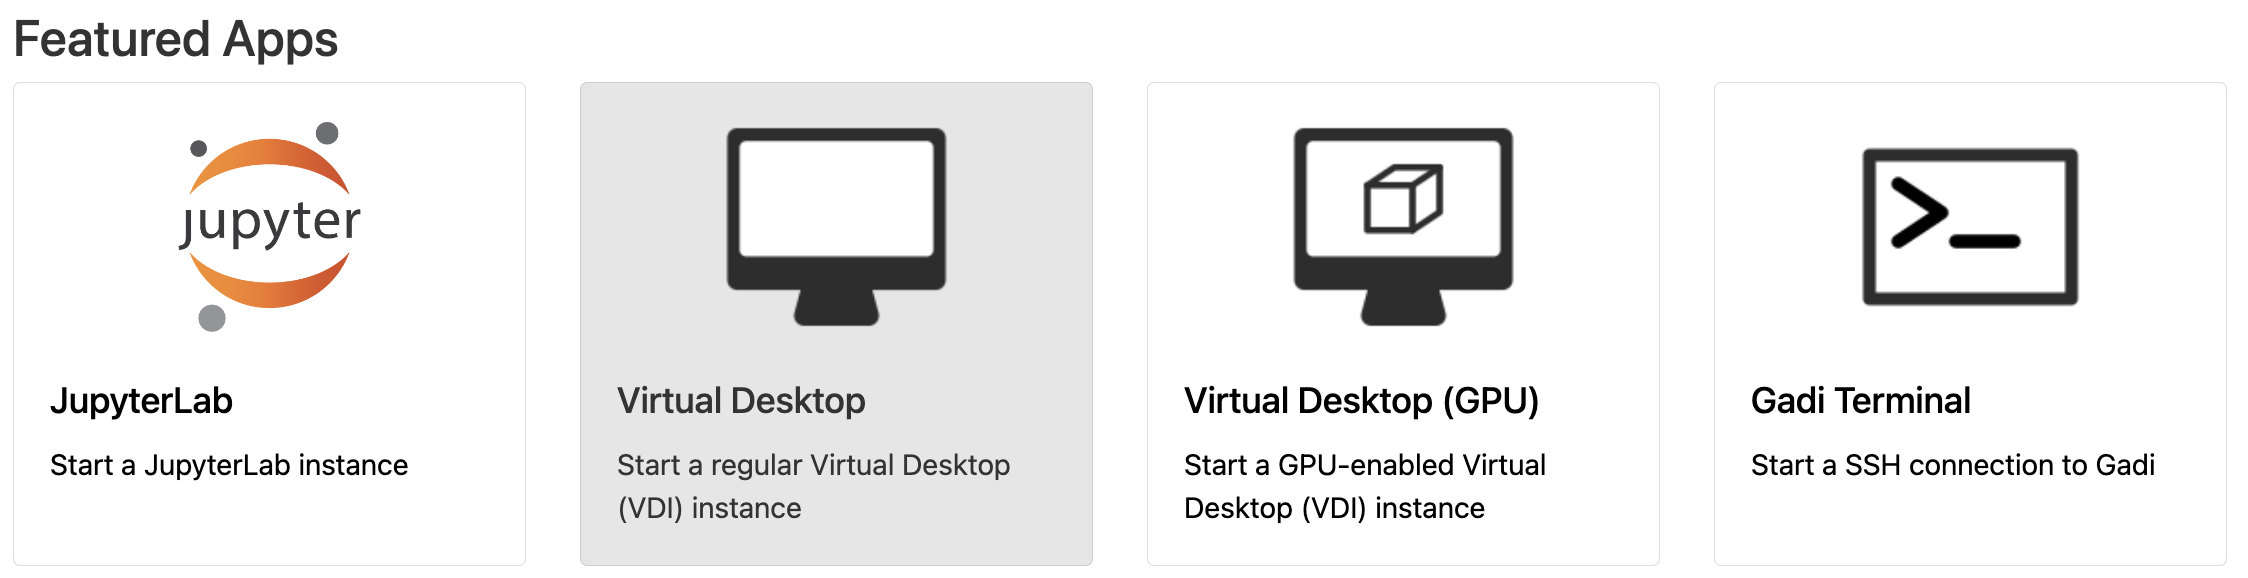 Featured Apps
jupyter
JupyterLab
Start a JupyterLab instance
Virtual Desktop
Start a regular Virtual Desktop
(VDI) instance
Virtual Desktop (GPU)
Start a GPU-enabled Virtual
Desktop (VDI) instance
>_
Gadi Terminal
Start a SSH connection to Gadi